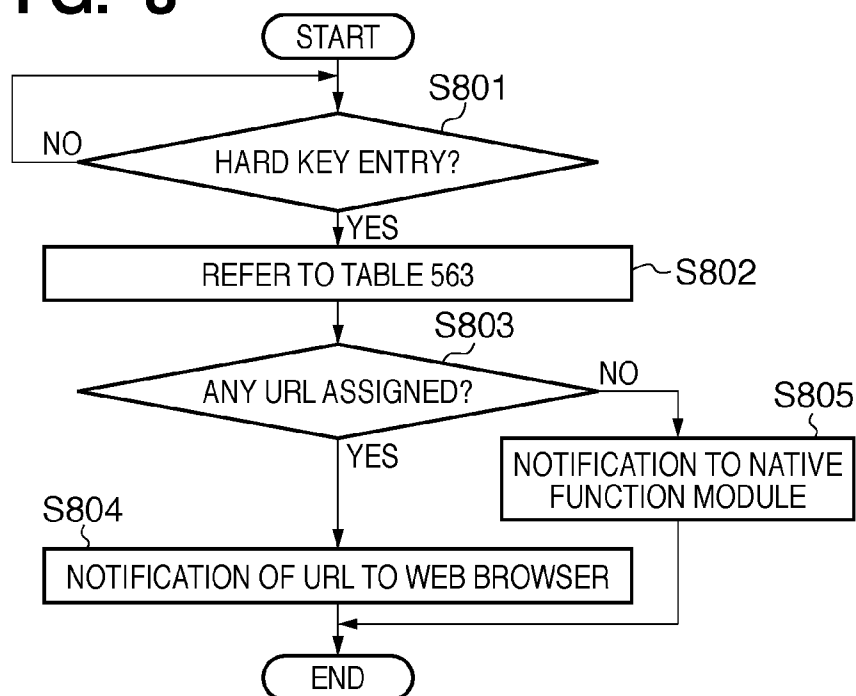 FIG. 8
START
S801
NO
HARD KEY ENTRY?
YES
REFER TO TABLE 563
S802
S803
ANY URL ASSIGNED?
NO
S805
YES
NOTIFICATION TO NATIVE
FUNCTION MODULE
S804
NOTIFICATION OF URL TO WEB BROWSER
END